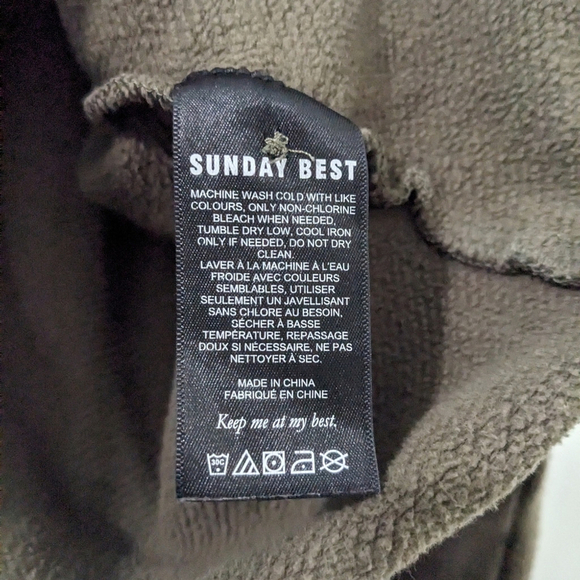 SUNDAY BEST
MACHINE WASH COLD WITH LIKE
COLOURS, ONLY NON-CHLORINE
BLEACH WHEN NEEDED,
TUMBLE DRY LOW, COOL IRON
ONLY IF NEEDED, DO NOT DRY
CLEAN.
LAVER À LA MACHINE À L'EAU
FROIDE AVEC COULEURS
SEMBLABLES, UTILISER
SEULEMENT UN JAVELLISANT
SANS CHLORE AU BESOIN,
SÉCHER À BASSE
TEMPÉRATURE, REPASSAGE
DOUX SI NÉCESSAIRE, NE PAS
NETTOYER À SEC.
MADE IN CHINA
FABRIQUÉ EN CHINE
Keep me at my best.
30C